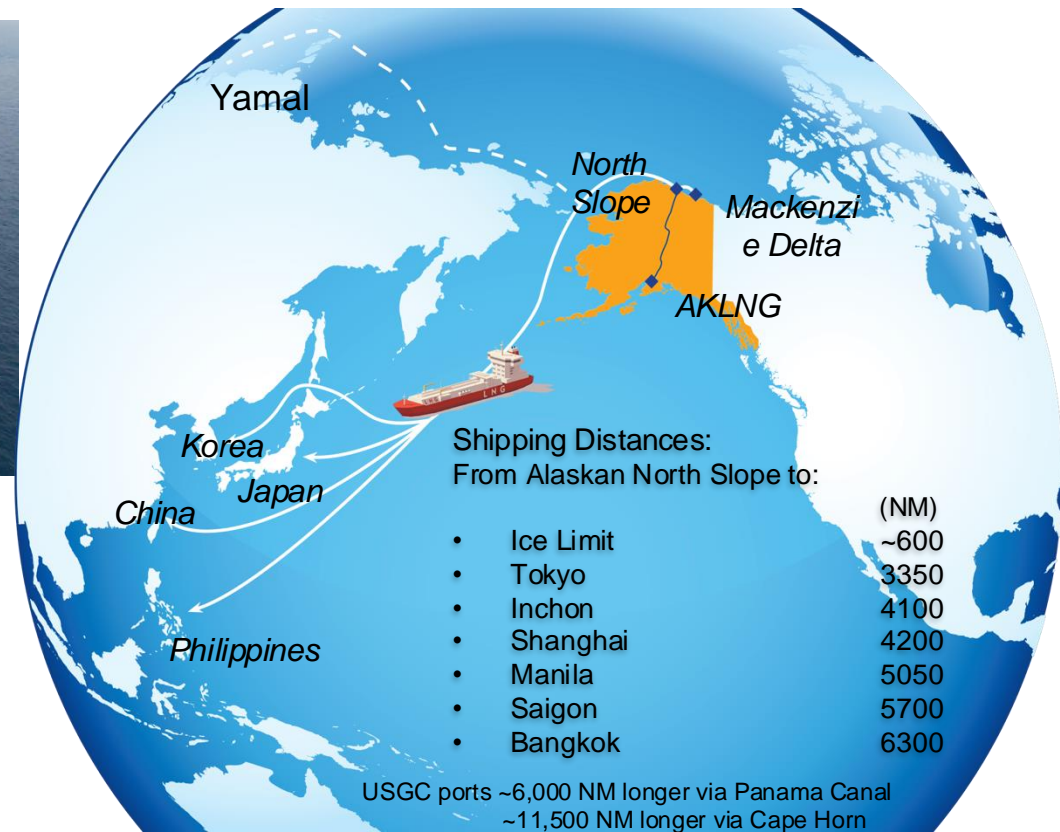 Yamal
North
Slope
Mackenzi
e Delta
AKLNG
LNG
Korea
Japan
China
Philippines
Shipping Distances:
From Alaskan North Slope to:
(NM)
• Ice Limit ~600
• Tokyo 3350
• Inchon 4100
• Shanghai 4200
• Manila 5050
• Saigon 5700
• Bangkok 6300
USGC ports ~6,000 NM longer via Panama Canal
~11,500 NM longer via Cape Horn